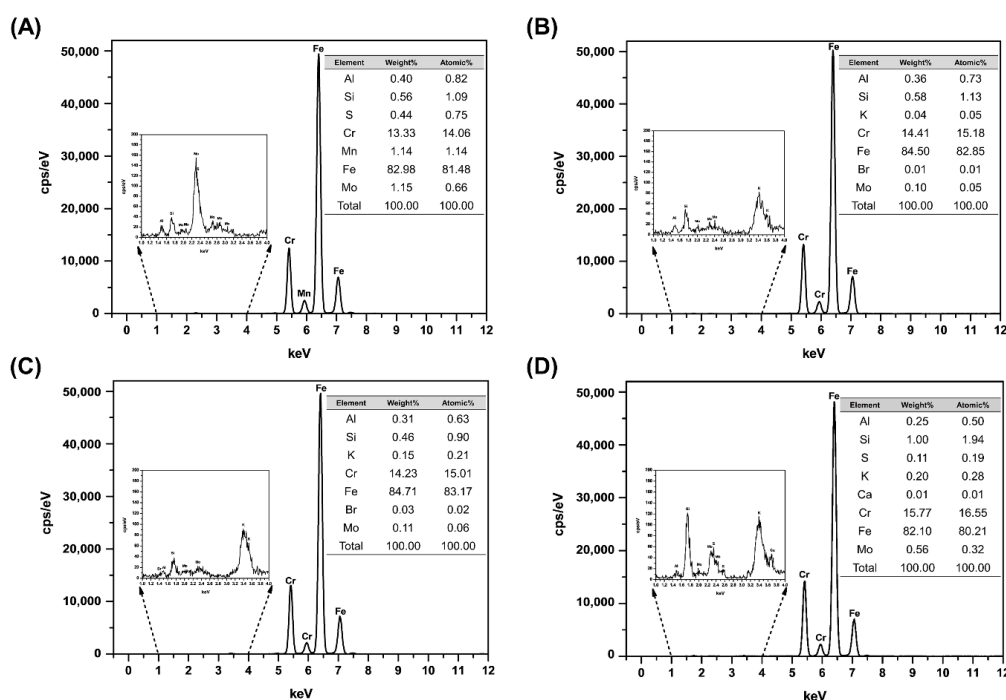 (A)
50,000
40,000
30,000
20,000
10,000
0
cps/eV
0 1 2 3 4 5 6 7 8 9 10 11 12
keV
Cr
Mn
Fe
Fe
Element Weight% Atomic%
Al 0.40 0.82
Si 0.56 1.09
S 0.44 0.75
Cr 13.33 14.06
Mn 1.14 1.14
Fe 82.98 81.48
Mo 1.15 0.66
Total 100.00 100.00
(B)
50,000
40,000
30,000
20,000
10,000
0
cps/eV
0 1 2 3 4 5 6 7 8 9 10 11 12
keV
Cr
Cr
Fe
Fe
Element Weight% Atomic%
Al 0.36 0.73
Si 0.58 1.13
K 0.04 0.05
Cr 14.41 15.18
Fe 84.50 82.85
Br 0.01 0.01
Mo 0.10 0.05
Total 100.00 100.00
(C)
50,000
40,000
30,000
20,000
10,000
0
cps/eV
0 1 2 3 4 5 6 7 8 9 10 11 12
keV
Cr
Cr
Fe
Fe
Element Weight% Atomic%
Al 0.31 0.63
Si 0.46 0.90
K 0.15 0.21
Cr 14.23 15.01
Fe 84.71 83.17
Br 0.03 0.02
Mo 0.11 0.06
Total 100.00 100.00
(D)
50,000
40,000
30,000
20,000
10,000
0
cps/eV
0 1 2 3 4 5 6 7 8 9 10 11 12
keV
Cr
Cr
Fe
Fe
Element Weight% Atomic%
Al 0.25 0.50
Si 1.00 1.94
S 0.11 0.19
K 0.20 0.28
Ca 0.01 0.01
Cr 15.77 16.55
Fe 82.10 80.21
Mo 0.56 0.32
Total 100.00 100.00